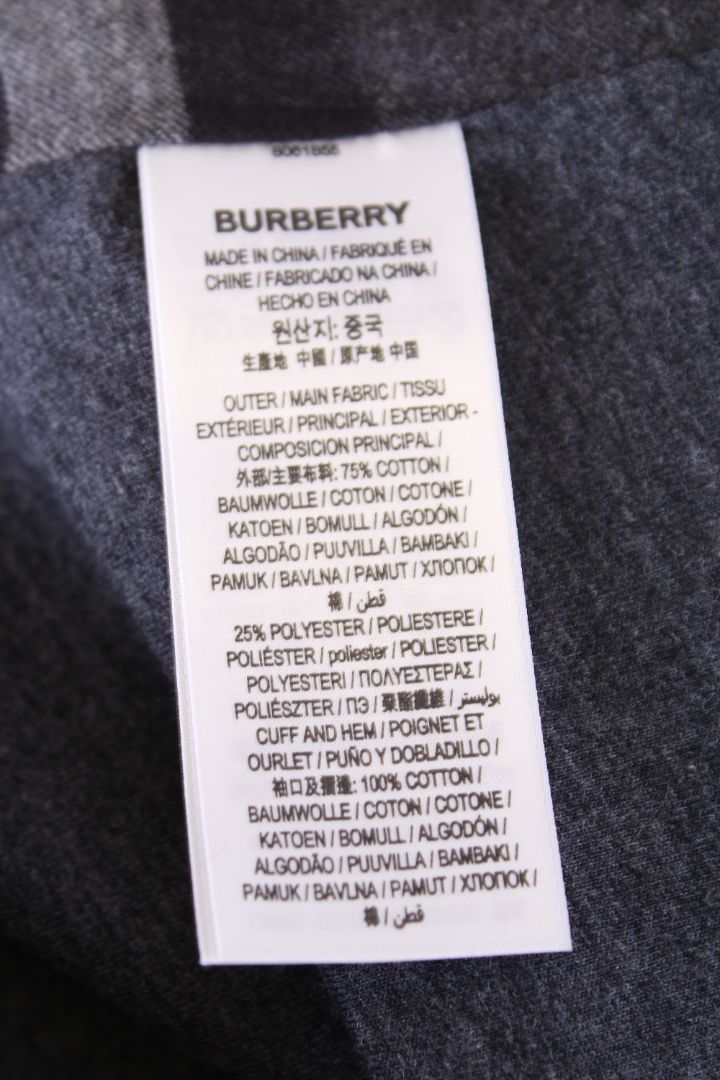 8061855
BURBERRY
MADE IN CHINA / FABRIQUÉ EN
CHINE / FABRICADO NA CHINA /
HECHO EN CHINA
원산지: 중국
生產地 中國 / 原产地 中国
OUTER / MAIN FABRIC / TISSU
EXTÉRIEUR / PRINCIPAL / EXTERIOR -
COMPOSICION PRINCIPAL /
外部/主要布料: 75% COTTON /
BAUMWOLLE / COTON / COTONE /
KATOEN / BOMULL / ALGODÓN /
ALGODÃO / PUUVILLA / BAMBAKI /
PAMUK / BAVLNA / PAMUT / ХЛОПОК /
棉 / قطن /
25% POLYESTER / POLIESTERE /
POLIÉSTER / poliester / POLIESTER /
POLYESTERI / ΠΟΛΥΕΣΤΕΡΑΣ /
POLIÉSZTER / ПЭ / 聚酯纖維 / بوليستر /
CUFF AND HEM / POIGNET ET
OURLET / PUÑO Y DOBLADILLO /
袖口及摺邊: 100% COTTON /
BAUMWOLLE / COTON / COTONE /
KATOEN / BOMULL / ALGODÓN /
ALGODÃO / PUUVILLA / BAMBAKI /
PAMUK / BAVLNA / PAMUT / ХЛОПОК /
棉 / قطن